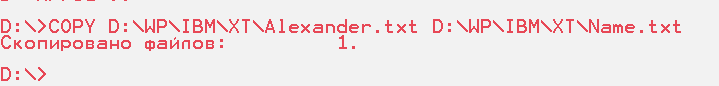 D:\>COPY D:\WP\IBM\XT\Alexander.txt D:\WP\IBM\XT\Name.txt
Скопировано файлов:         1.
D:\>